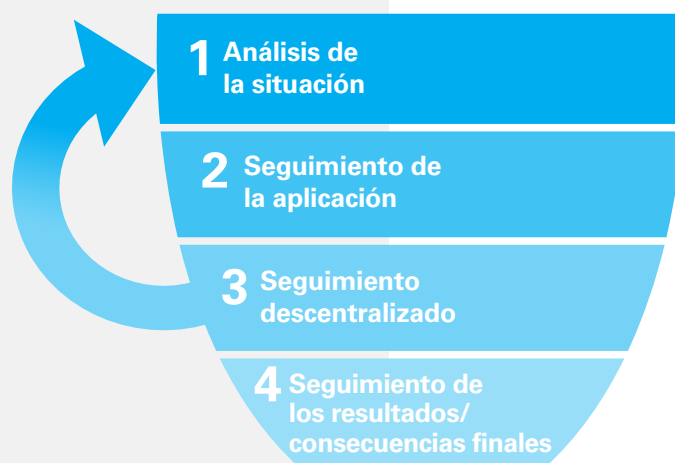 1 Análisis de
la situación
2 Seguimiento de
la aplicación
3 Seguimiento
descentralizado
4 Seguimiento de
los resultados/
consecuencias finales